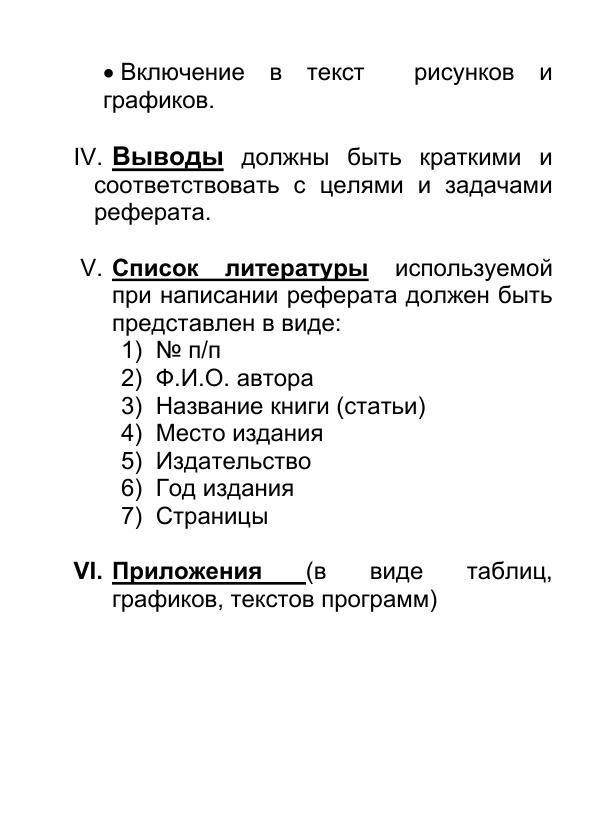 • Включение в текст рисунков и
графиков.
IV. Выводы должны быть краткими и
соответствовать с целями и задачами
реферата.
V. Список литературы используемой
при написании реферата должен быть
представлен в виде:
1) № п/п
2) Ф.И.О. автора
3) Название книги (статьи)
4) Место издания
5) Издательство
6) Год издания
7) Страницы
VI. Приложения (в виде таблиц,
графиков, текстов программ)